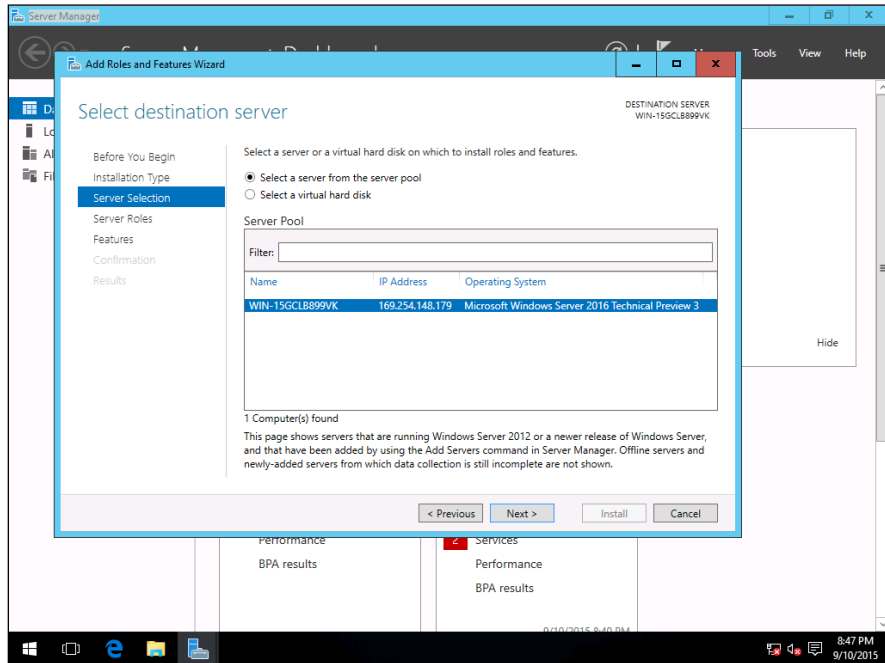 Server Manager
Tools View Help
Add Roles and Features Wizard
Select destination server
DESTINATION SERVER
WIN-15GCLB899VK
Before You Begin
Installation Type
Server Selection
Server Roles
Features
Confirmation
Results
Select a server or a virtual hard disk on which to install roles and features.
Select a server from the server pool
Select a virtual hard disk
Server Pool
Filter:
Name IP Address Operating System
WIN-15GCLB899VK 169.254.148.179 Microsoft Windows Server 2016 Technical Preview 3
1 Computer(s) found
This page shows servers that are running Windows Server 2012 or a newer release of Windows Server,
and that have been added by using the Add Servers command in Server Manager. Offline servers and
newly-added servers from which data collection is still incomplete are not shown.
< Previous Next > Install Cancel
Hide
Performance
BPA results
2 Services
Performance
BPA results
9/10/2015 8:40 PM
8:47 PM
9/10/2015